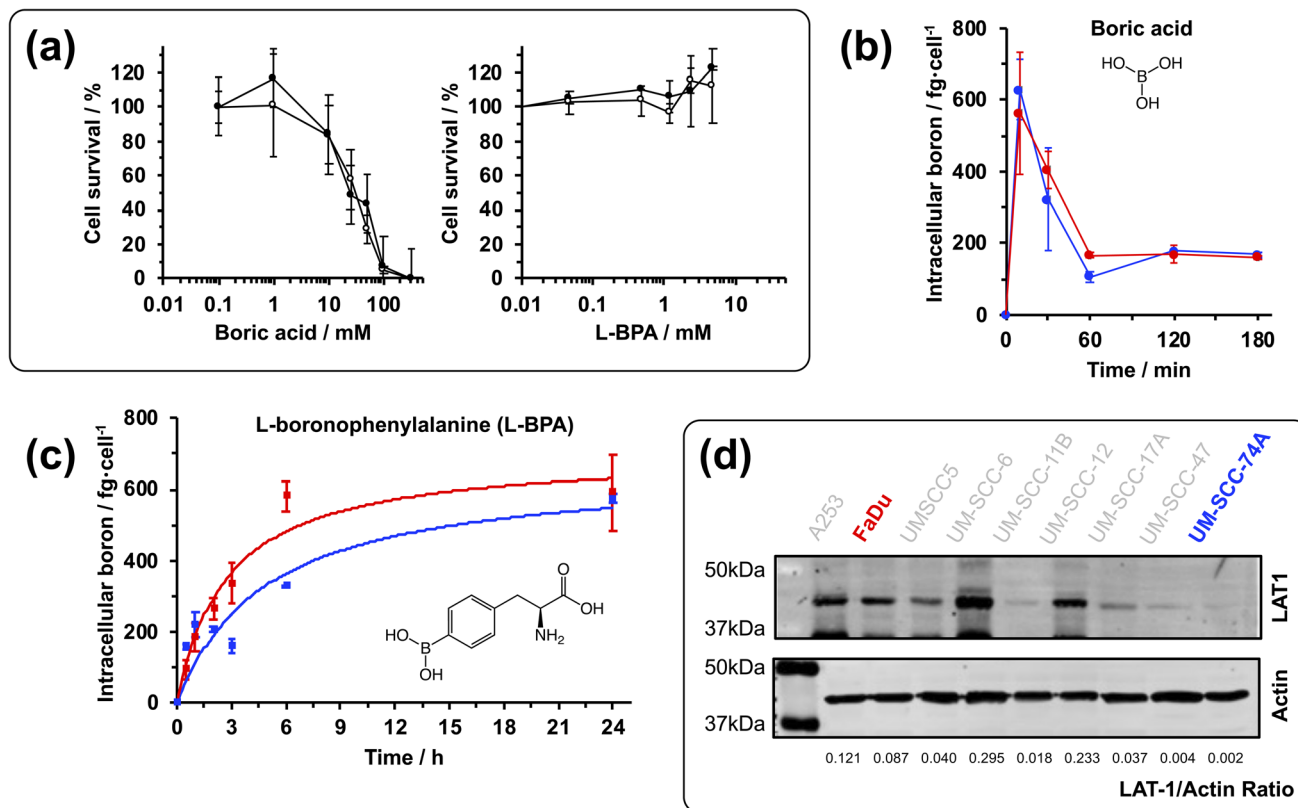 (a)
Cell survival / %
120
100
80
60
40
20
0
0.01 0.1 1 10 100
Boric acid / mM
Cell survival / %
120
100
80
60
40
20
0
0.01 0.1 1 10
L-BPA / mM
(b)
Boric acid
HO OH
B
OH
Intracellular boron / fg·cell-1
800
600
400
200
0
0 60 120 180
Time / min
(c)
L-boronophenylalanine (L-BPA)
Intracellular boron / fg·cell-1
800
600
400
200
0
O
OH
NH2
HO
B
OH
0 3 6 9 12 15 18 21 24
Time / h
(d)
A253
FaDu
UMSCC5
UM-SCC-6
UM-SCC-11B
UM-SCC-12
UM-SCC-17A
UM-SCC-47
UM-SCC-74A
50kDa
37kDa
LAT1
50kDa
37kDa
Actin
0.121 0.087 0.040 0.295 0.018 0.233 0.037 0.004 0.002
LAT-1/Actin Ratio